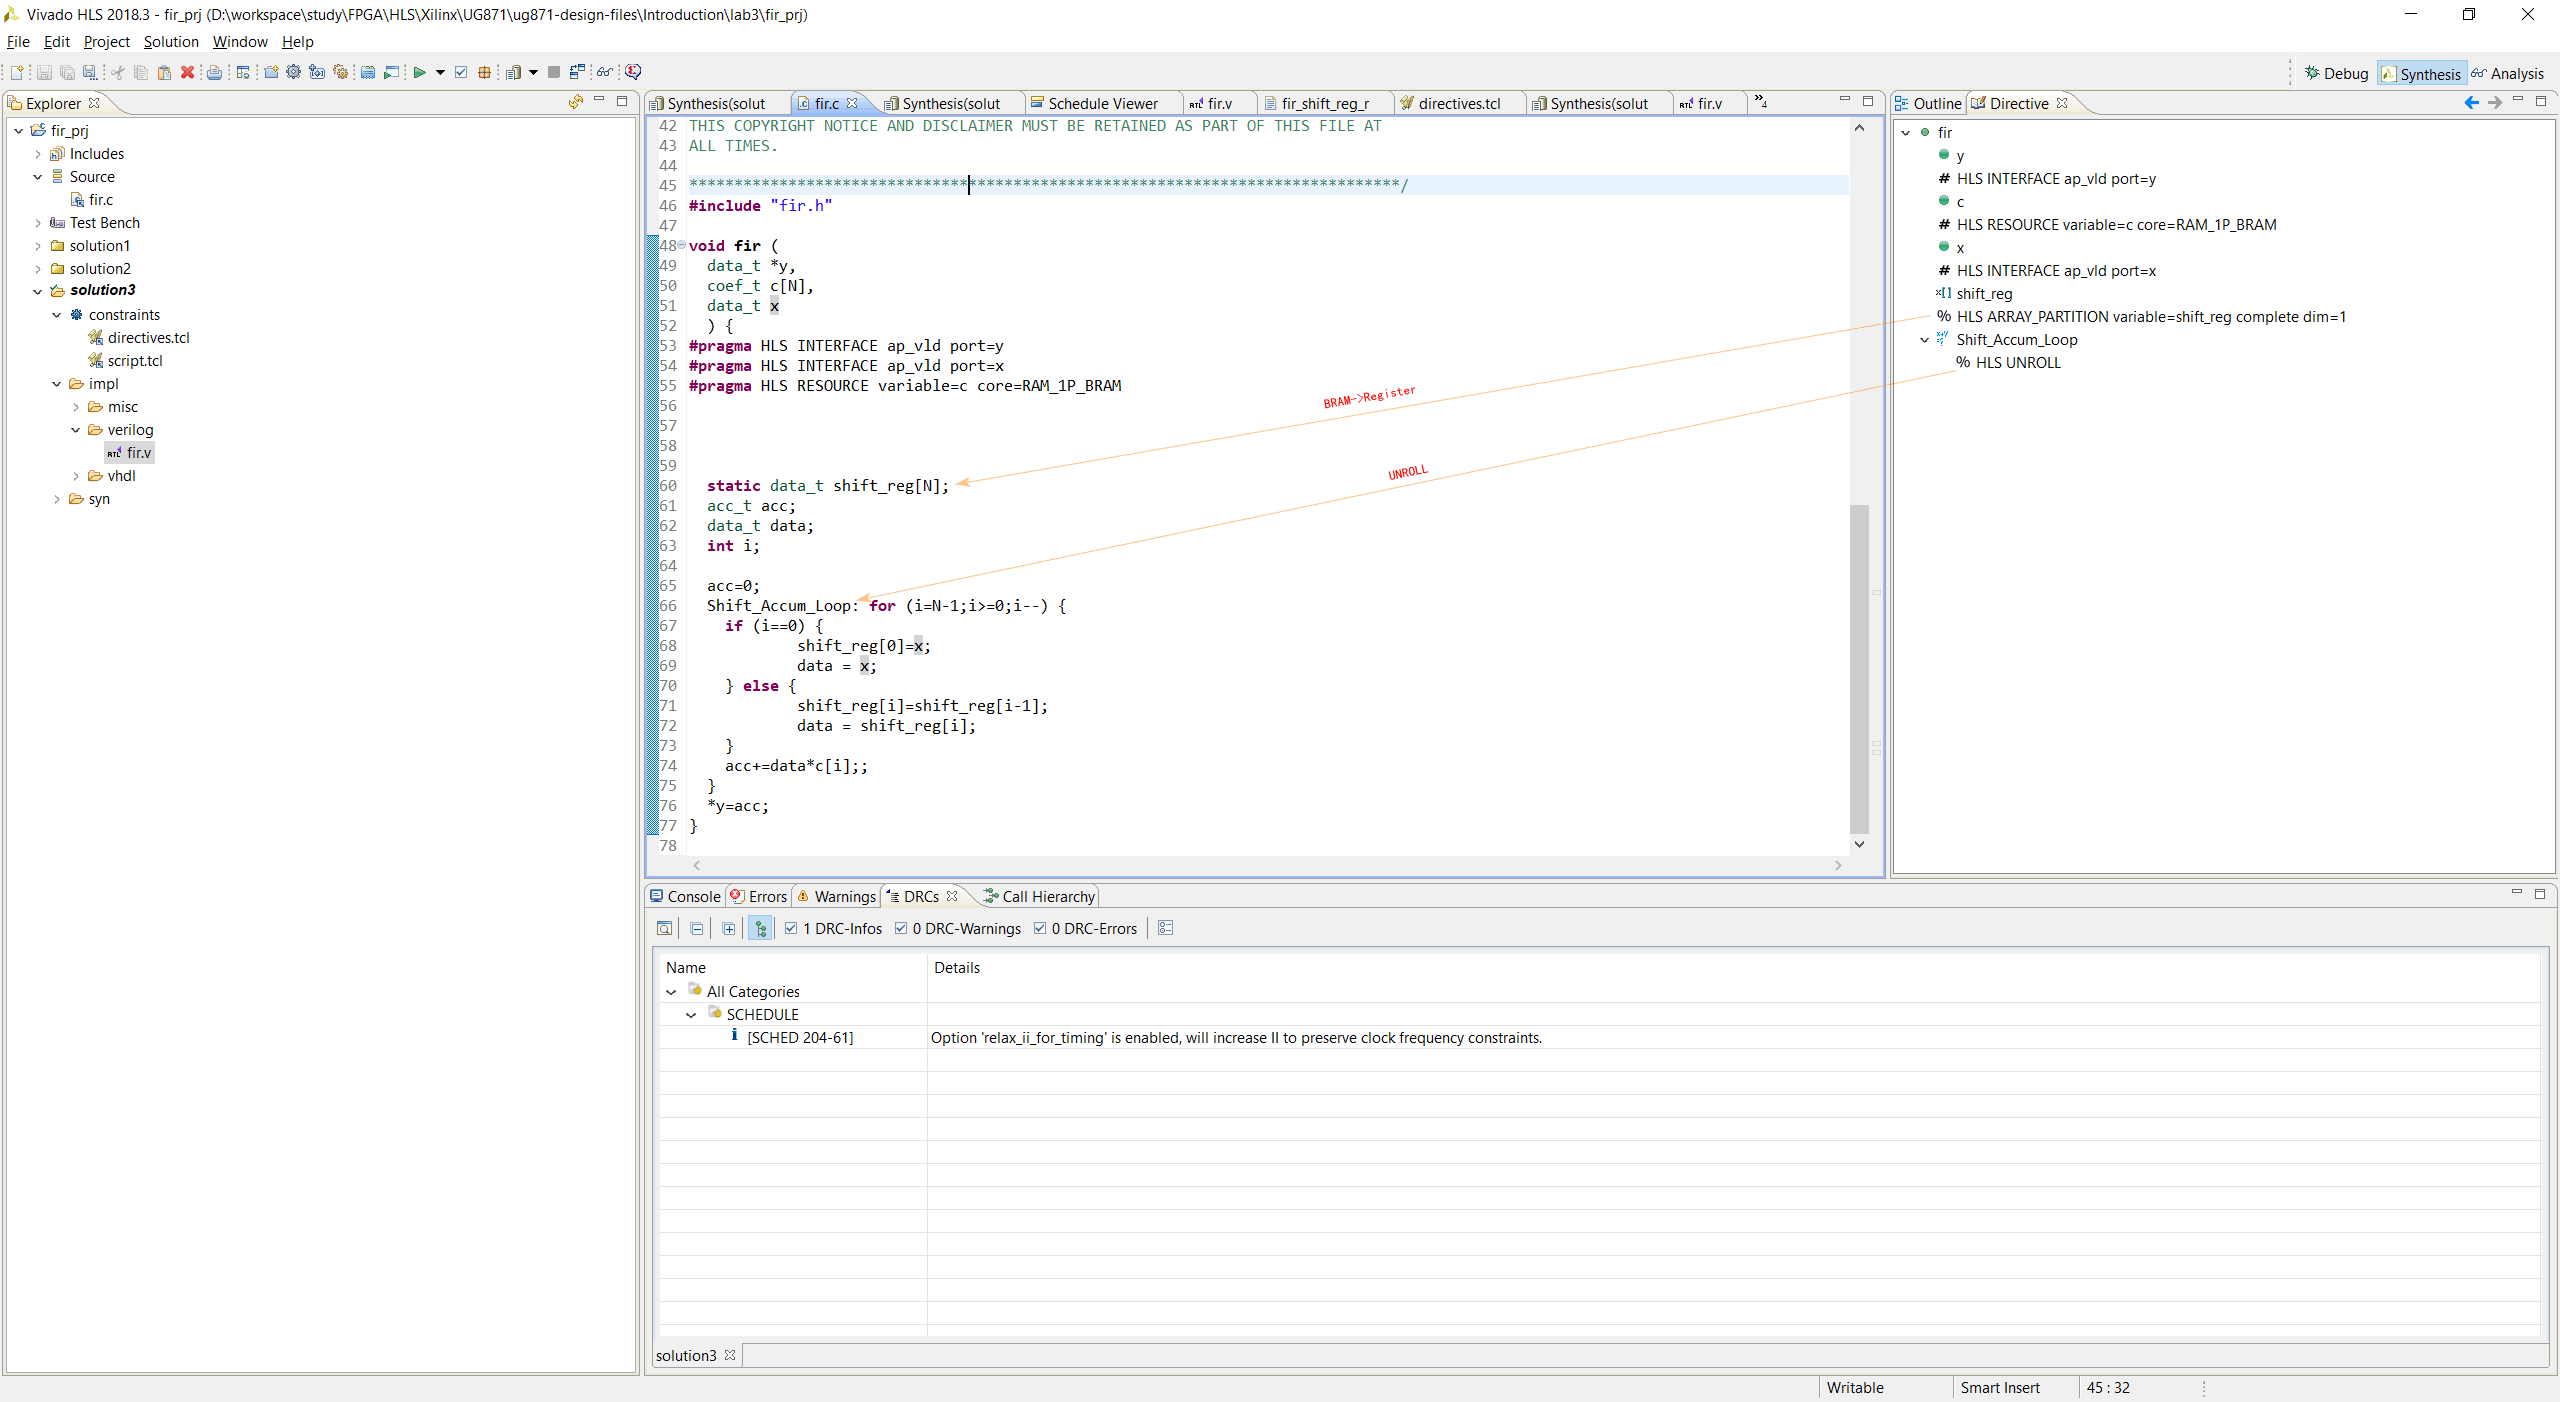 Vivado HLS 2018.3 - fir_prj (D:\workspace\study\FPGA\HLS\Xilinx\UG871\ug871-design-files\Introduction\lab3\fir_prj)
File Edit Project Solution Window Help
Debug Synthesis Analysis
Explorer
fir_prj
Includes
Source
fir.c
Test Bench
solution1
solution2
solution3
constraints
directives.tcl
script.tcl
impl
misc
verilog
fir.v
vhdl
syn
Synthesis(solut fir.c Synthesis(solut Schedule Viewer fir.v fir_shift_reg_r directives.tcl Synthesis(solut fir.v »4
42 THIS COPYRIGHT NOTICE AND DISCLAIMER MUST BE RETAINED AS PART OF THIS FILE AT
43 ALL TIMES.
44
45 *******************************************************************************/
46 #include "fir.h"
47
48 void fir (
49 data_t *y,
50 coef_t c[N],
51 data_t x
52 ) {
53 #pragma HLS INTERFACE ap_vld port=y
54 #pragma HLS INTERFACE ap_vld port=x
55 #pragma HLS RESOURCE variable=c core=RAM_1P_BRAM
56
57
58
59
60 static data_t shift_reg[N];
61 acc_t acc;
62 data_t data;
63 int i;
64
65 acc=0;
66 Shift_Accum_Loop: for (i=N-1;i>=0;i--) {
67 if (i==0) {
68 shift_reg[0]=x;
69 data = x;
70 } else {
71 shift_reg[i]=shift_reg[i-1];
72 data = shift_reg[i];
73 }
74 acc+=data*c[i];;
75 }
76 *y=acc;
77 }
78
BRAM->Register
UNROLL
Outline Directive
fir
y
# HLS INTERFACE ap_vld port=y
c
# HLS RESOURCE variable=c core=RAM_1P_BRAM
x
# HLS INTERFACE ap_vld port=x
x[] shift_reg
% HLS ARRAY_PARTITION variable=shift_reg complete dim=1
Shift_Accum_Loop
% HLS UNROLL
Console Errors Warnings DRCs Call Hierarchy
1 DRC-Infos 0 DRC-Warnings 0 DRC-Errors
Name Details
All Categories
SCHEDULE
[SCHED 204-61] Option 'relax_ii_for_timing' is enabled, will increase II to preserve clock frequency constraints.
solution3
Writable Smart Insert 45 : 32